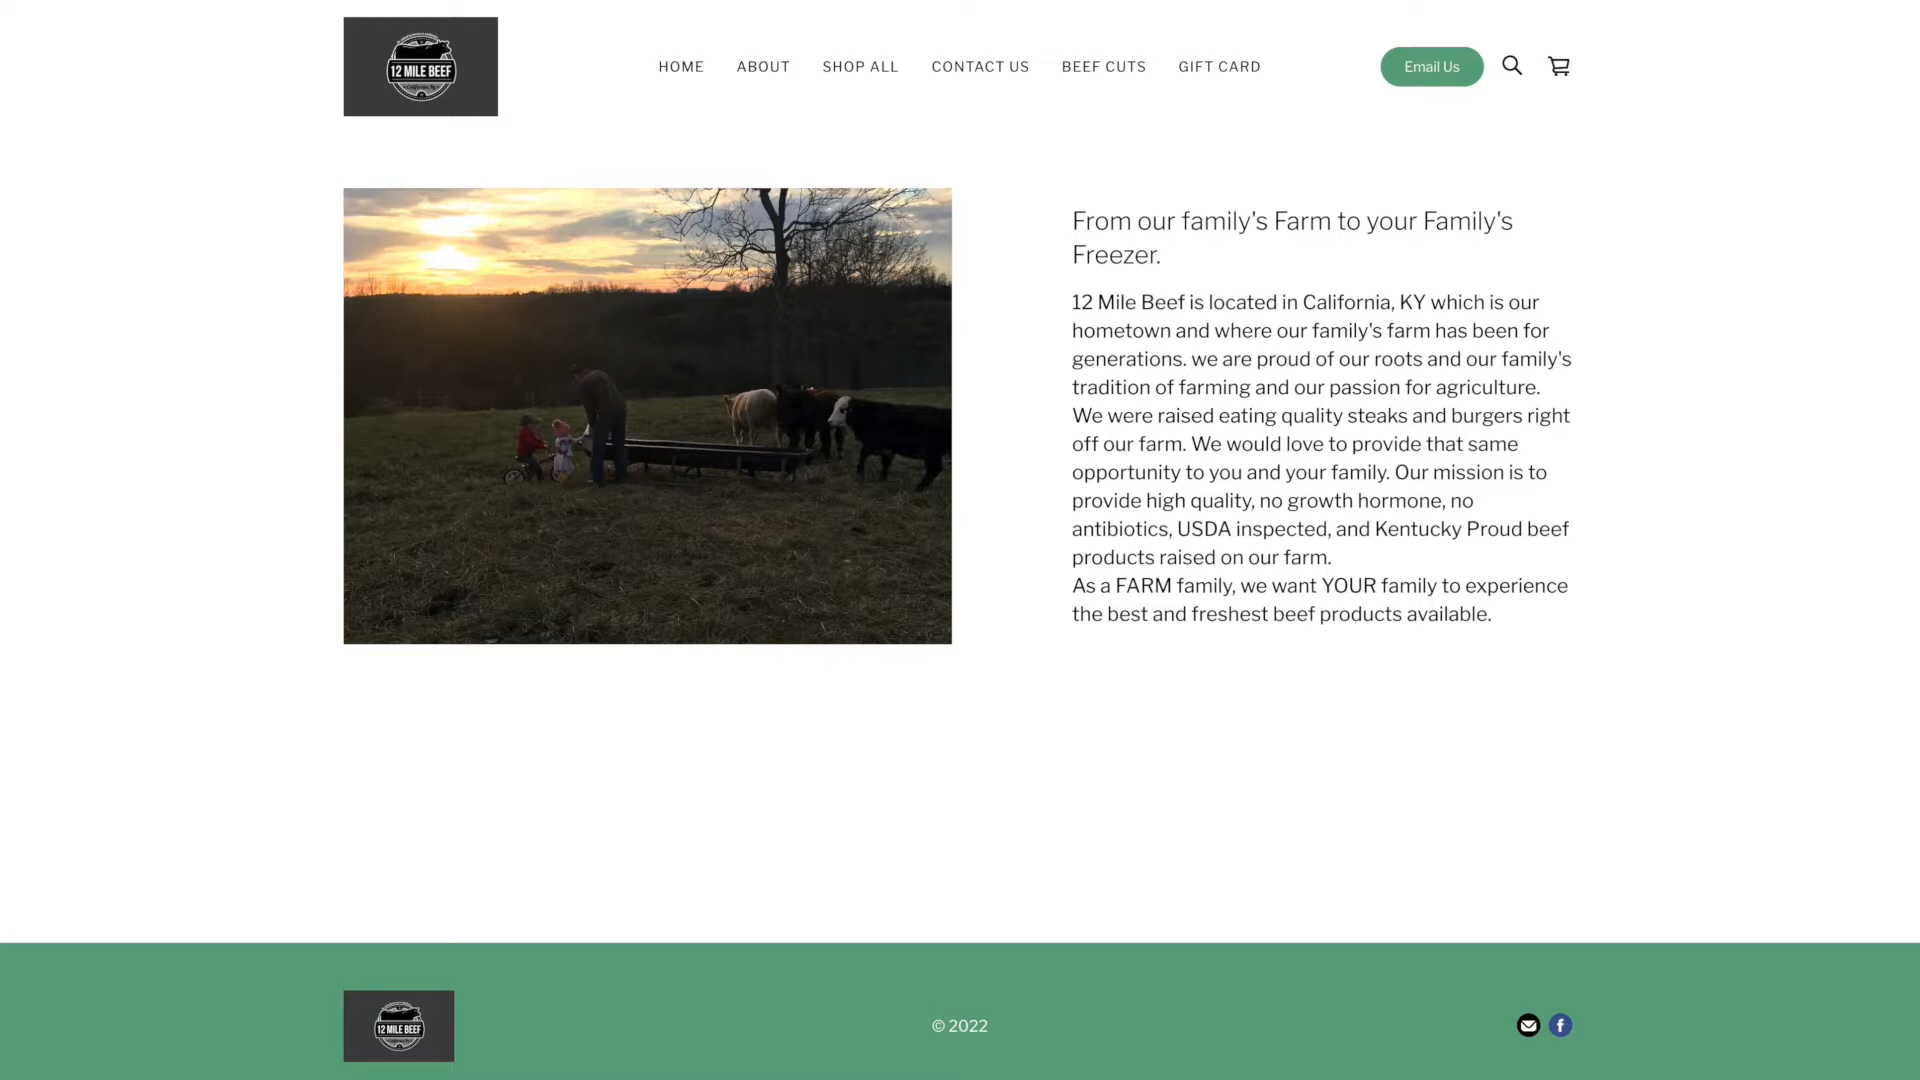 12 MILE BEEF
HOME
ABOUT
SHOP ALL
CONTACT US
BEEF CUTS
GIFT CARD
Email Us
From our family's Farm to your Family's
Freezer.
12 Mile Beef is located in California, KY which is our
hometown and where our family's farm has been for
generations. we are proud of our roots and our family's
tradition of farming and our passion for agriculture.
We were raised eating quality steaks and burgers right
off our farm. We would love to provide that same
opportunity to you and your family. Our mission is to
provide high quality, no growth hormone, no
antibiotics, USDA inspected, and Kentucky Proud beef
products raised on our farm.
As a FARM family, we want YOUR family to experience
the best and freshest beef products available.
12 MILE BEEF
© 2022